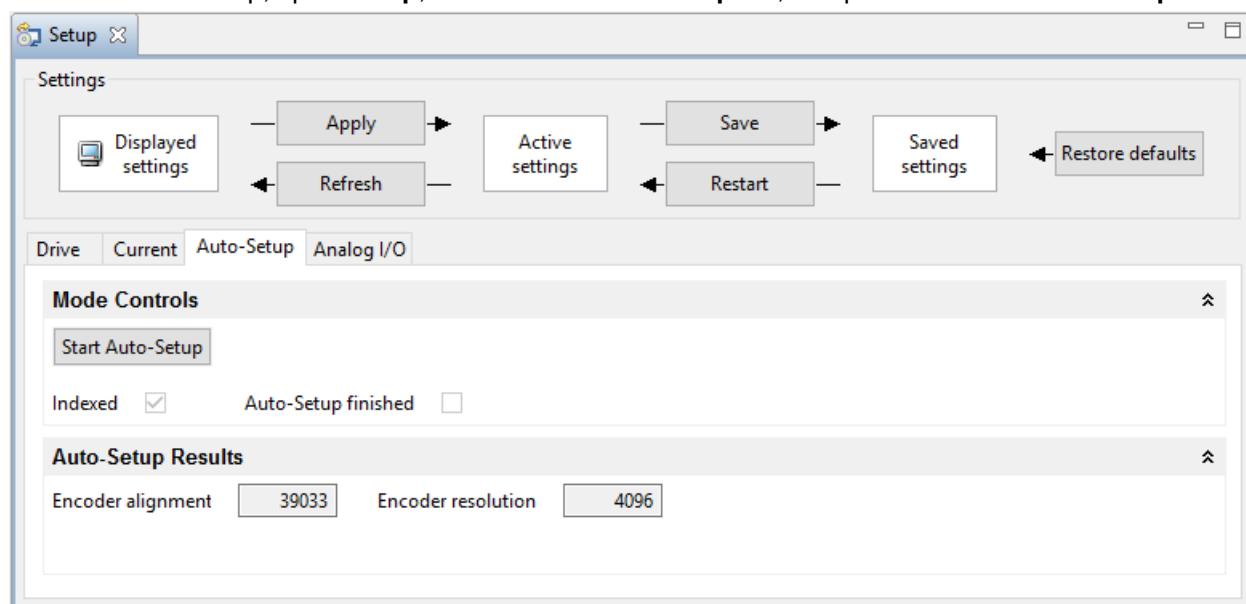 Setup
Settings
Displayed settings
Apply
Refresh
Active settings
Save
Restart
Saved settings
Restore defaults
Drive Current Auto-Setup Analog I/O
Mode Controls
Start Auto-Setup
Indexed Auto-Setup finished
Auto-Setup Results
Encoder alignment 39033 Encoder resolution 4096